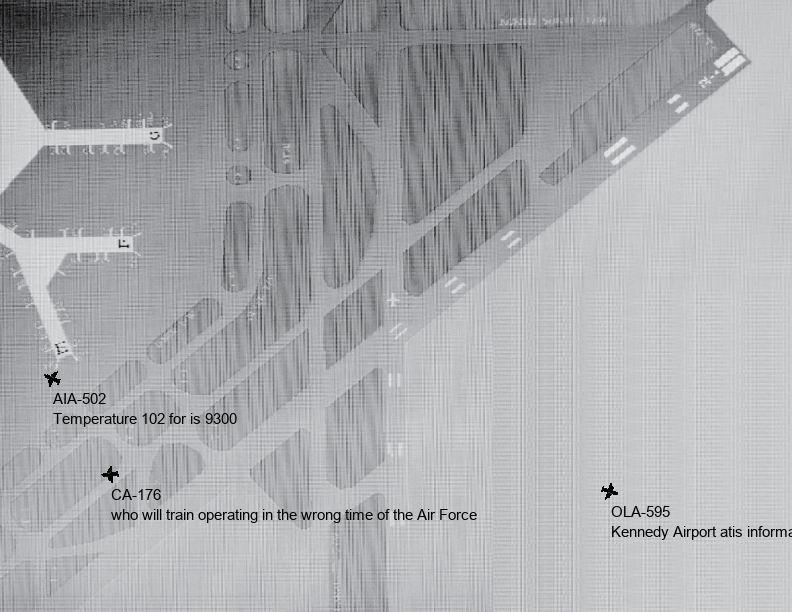 AIA-502
Temperature 102 for is 9300
CA-176
who will train operating in the wrong time of the Air Force
OLA-595
Kennedy Airport atis informa